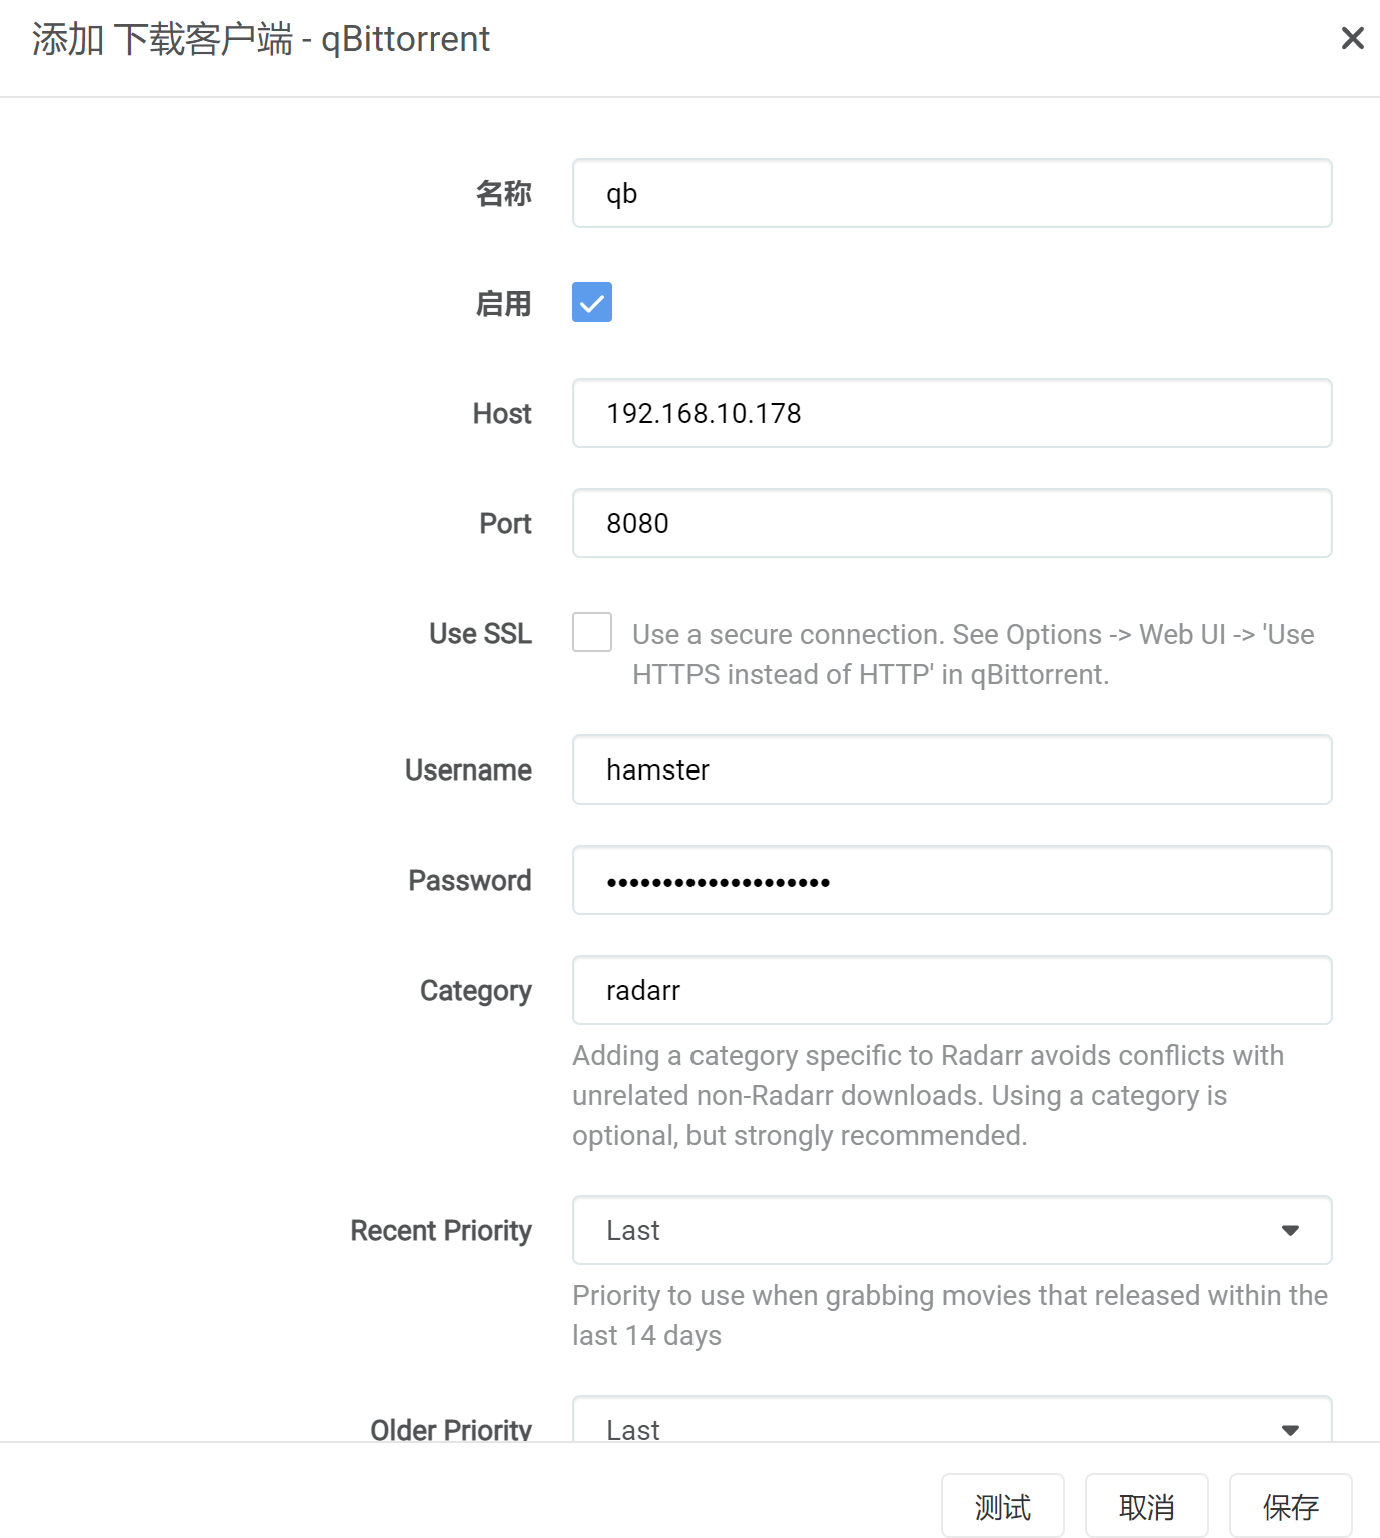 添加 下载客户端 - qBittorrent
名称
qb
启用
Host
192.168.10.178
Port
8080
Use SSL
Use a secure connection. See Options -> Web UI -> 'Use
HTTPS instead of HTTP' in qBittorrent.
Username
hamster
Password
••••••••••••••••••••
Category
radarr
Adding a category specific to Radarr avoids conflicts with
unrelated non-Radarr downloads. Using a category is
optional, but strongly recommended.
Recent Priority
Last
Priority to use when grabbing movies that released within the
last 14 days
Older Priority
Last
测试
取消
保存